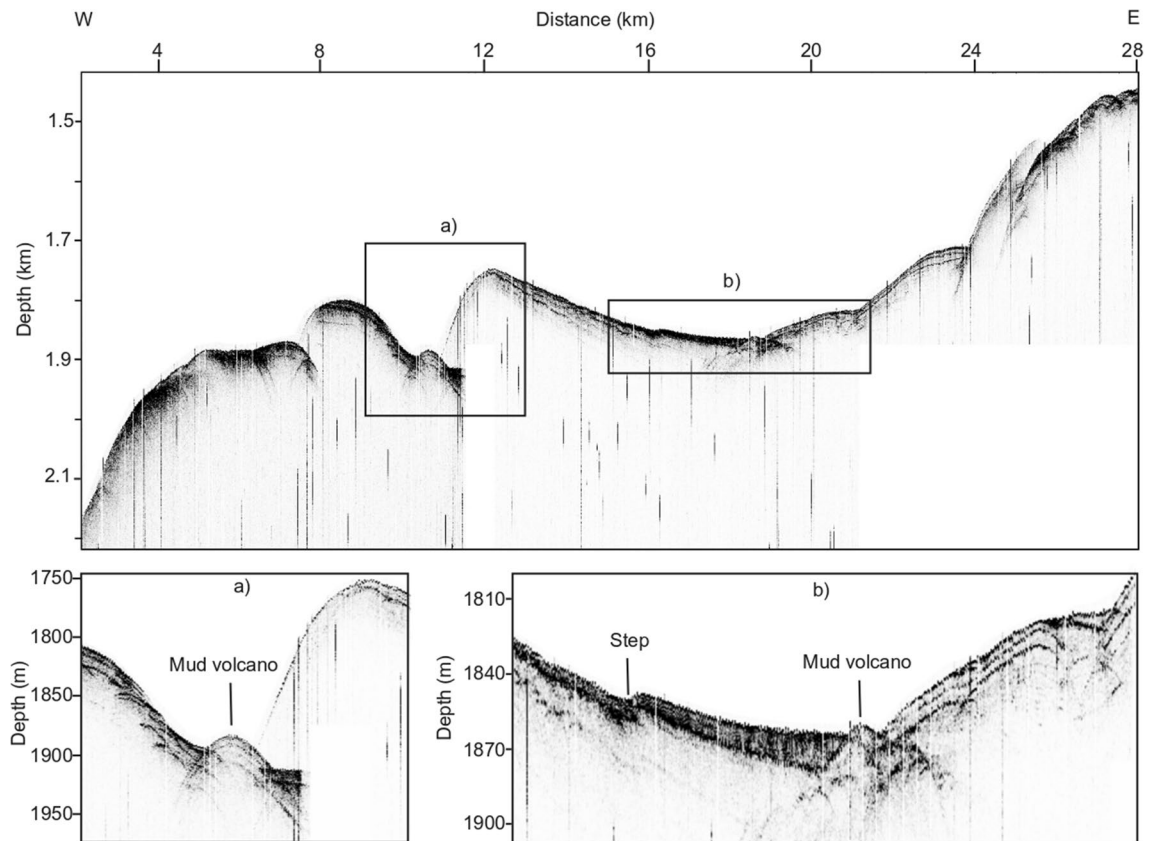 W Distance (km) E
4 8 12 16 20 24 28
Depth (km)
1.5
1.7
1.9
2.1
a)
b)
a)
Depth (m)
1750
1800
1850
1900
1950
Mud volcano
b)
Depth (m)
1810
1840
1870
1900
Step
Mud volcano